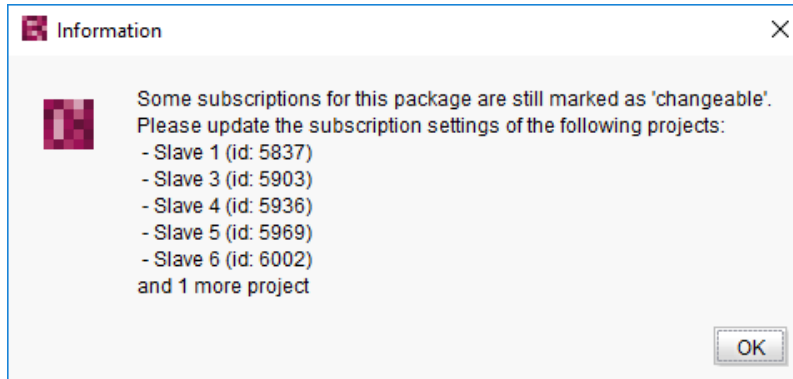 Information
Some subscriptions for this package are still marked as 'changeable'.
Please update the subscription settings of the following projects:
- Slave 1 (id: 5837)
- Slave 3 (id: 5903)
- Slave 4 (id: 5936)
- Slave 5 (id: 5969)
- Slave 6 (id: 6002)
and 1 more project
OK